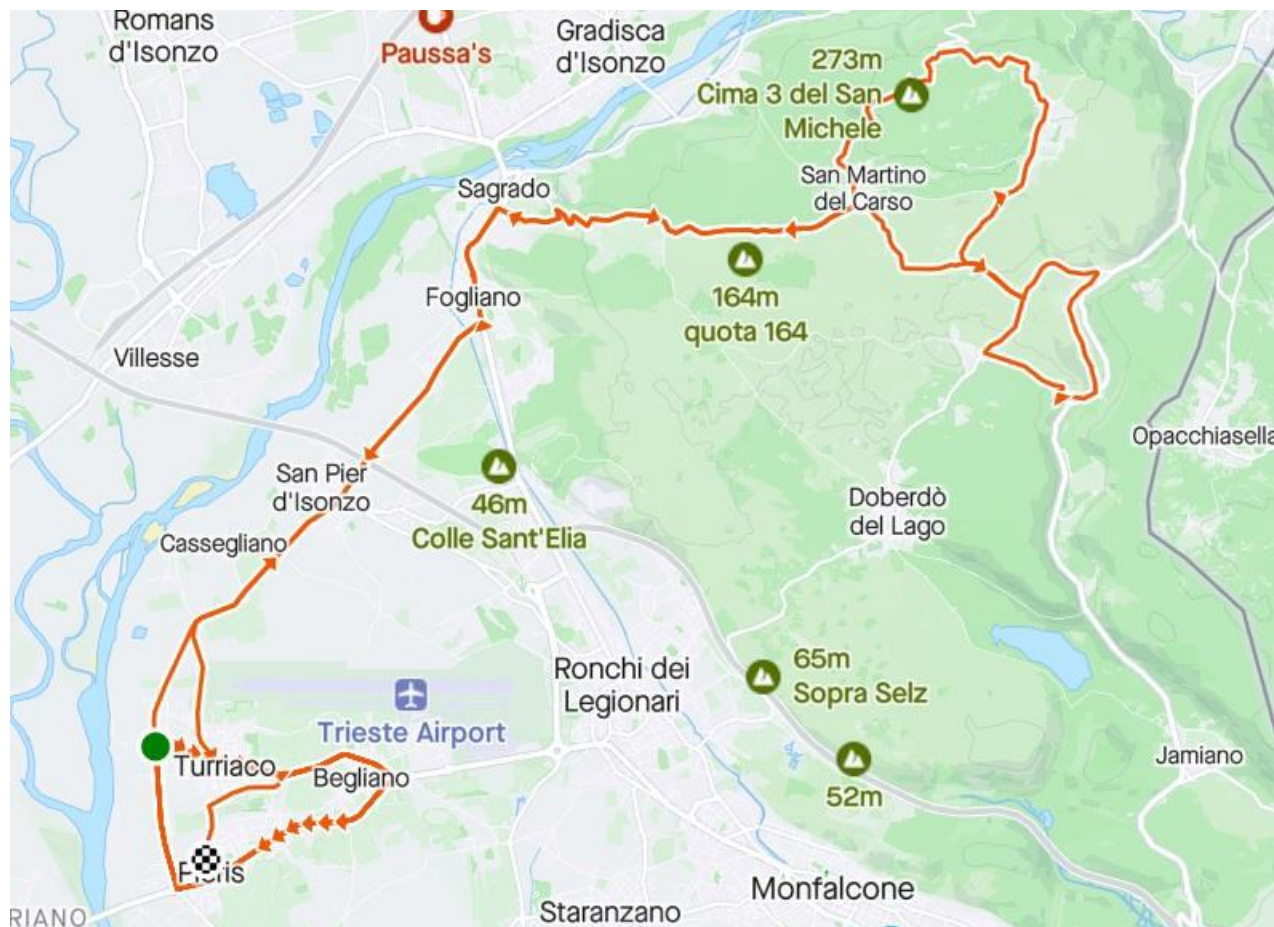 Romans
d'Isonzo
Paussa's
Gradisca
d'Isonzo
273m
Cima 3 del San
Michele
Sagrado
San Martino
del Carso
Fogliano
164m
quota 164
Villesse
Opacchiasella
San Pier
d'Isonzo
46m
Colle Sant'Elia
Doberdò
del Lago
Cassegliano
Ronchi dei
Legionari
65m
Sopra Selz
Trieste Airport
Turriaco
Begliano
Jamiano
52m
Pieris
Monfalcone
RIANO
Staranzano